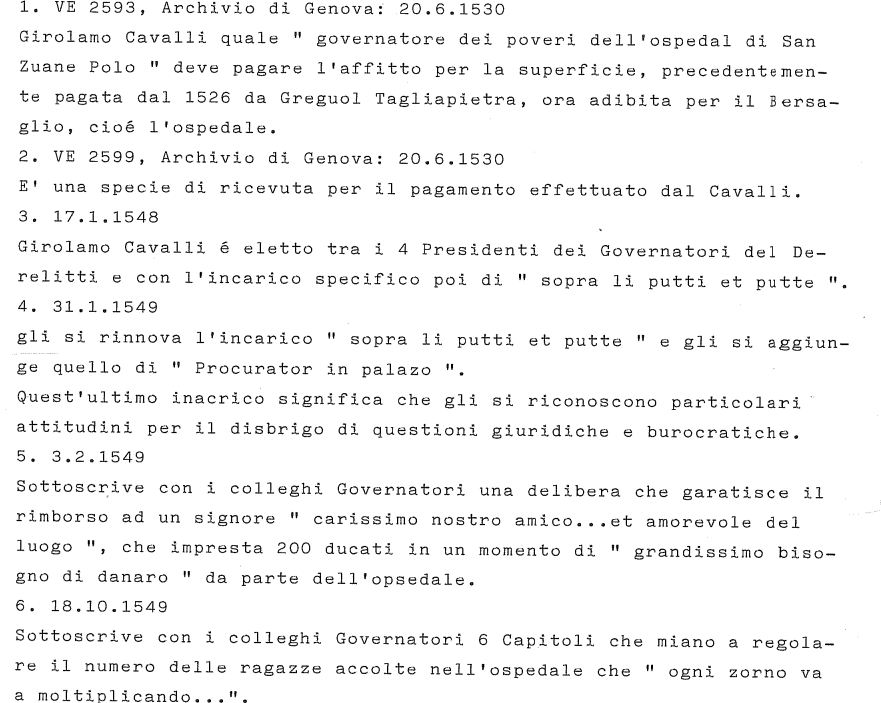 1. VE 2593, Archivio di Genova: 20.6.1530
Girolamo Cavalli quale " governatore dei poveri dell'ospedal di San
Zuane Polo " deve pagare l'affitto per la superficie, precedentemen-
te pagata dal 1526 da Greguol Tagliapietra, ora adibita per il Bersa-
glio, cioé l'ospedale.
2. VE 2599, Archivio di Genova: 20.6.1530
E' una specie di ricevuta per il pagamento effettuato dal Cavalli.
3. 17.1.1548
Girolamo Cavalli é eletto tra i 4 Presidenti dei Governatori del De-
relitti e con l'incarico specifico poi di " sopra li putti et putte ".
4. 31.1.1549
gli si rinnova l'incarico " sopra li putti et putte " e gli si aggiun-
ge quello di " Procurator in palazo ".
Quest'ultimo inacrico significa che gli si riconoscono particolari
attitudini per il disbrigo di questioni giuridiche e burocratiche.
5. 3.2.1549
Sottoscrive con i colleghi Governatori una delibera che garatisce il
rimborso ad un signore " carissimo nostro amico...et amorevole del
luogo ", che impresta 200 ducati in un momento di " grandissimo biso-
gno di danaro " da parte dell'opsedale.
6. 18.10.1549
Sottoscrive con i colleghi Governatori 6 Capitoli che miano a regola-
re il numero delle ragazze accolte nell'ospedale che " ogni zorno va
a moltiplicando...".